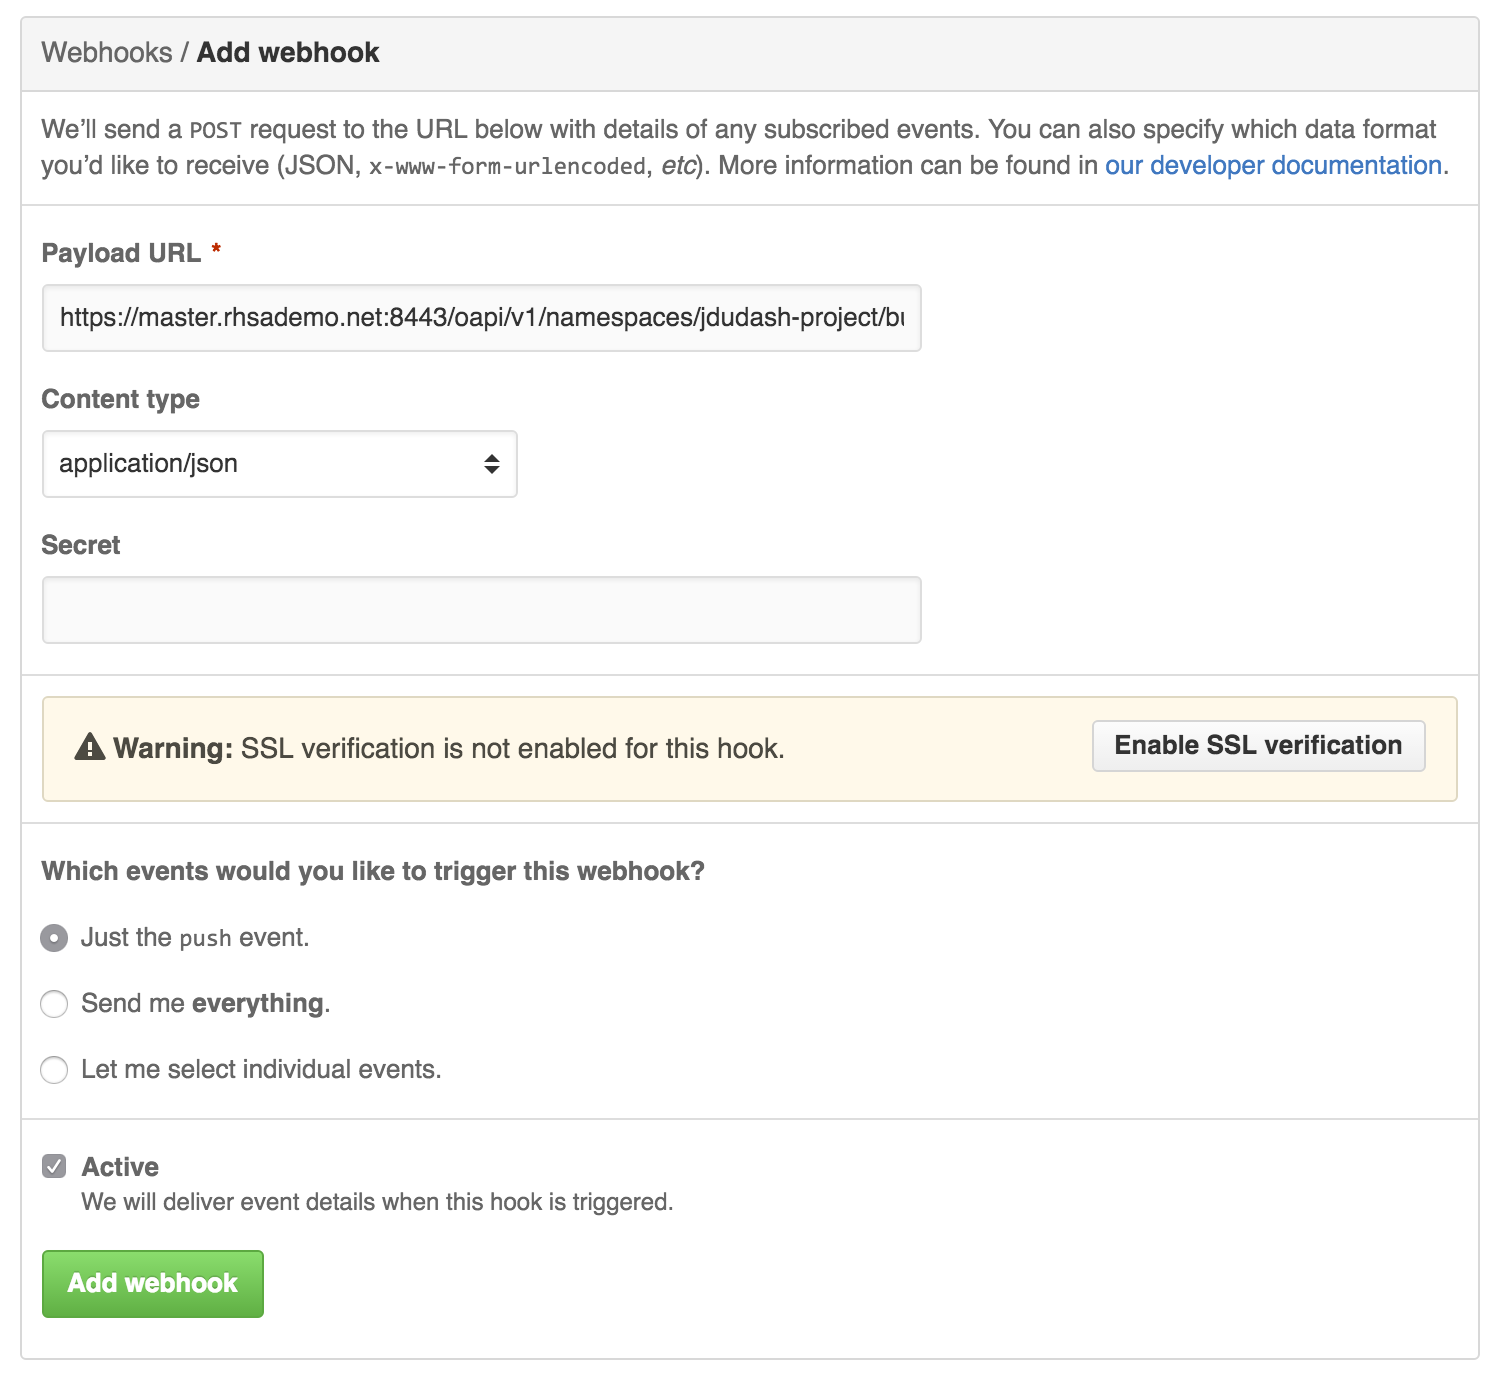 Webhooks / Add webhook
We’ll send a POST request to the URL below with details of any subscribed events. You can also specify which data format
you’d like to receive (JSON, x-www-form-urlencoded, etc). More information can be found in our developer documentation.
Payload URL *
https://master.rhsademo.net:8443/oapi/v1/namespaces/jdudash-project/bu
Content type
application/json
Secret
Warning: SSL verification is not enabled for this hook.
Enable SSL verification
Which events would you like to trigger this webhook?
Just the push event.
Send me everything.
Let me select individual events.
Active
We will deliver event details when this hook is triggered.
Add webhook